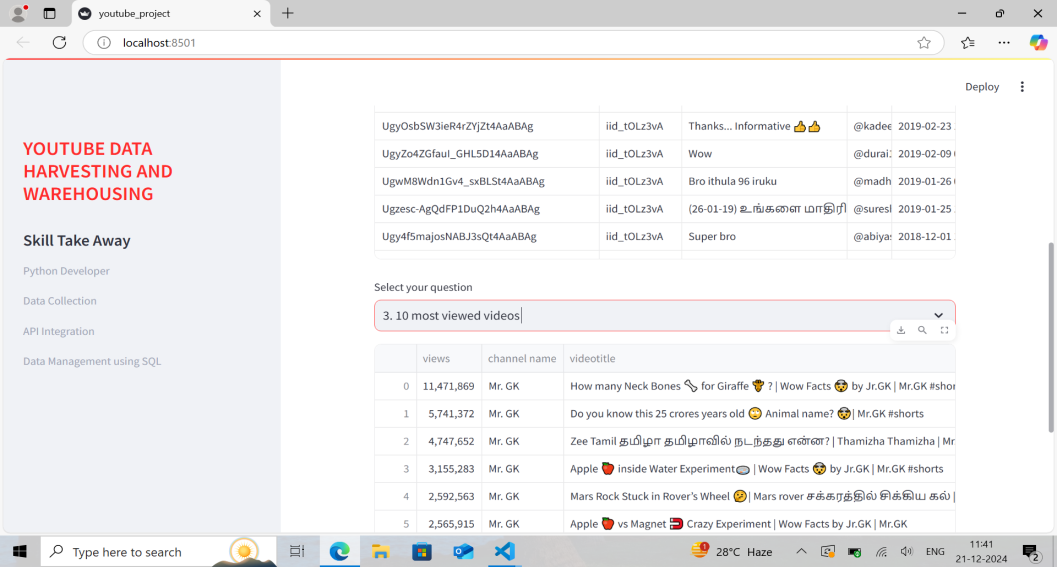 youtube_project
localhost:8501
Deploy
YOUTUBE DATA
HARVESTING AND
WAREHOUSING
Skill Take Away
Python Developer
Data Collection
API Integration
Data Management using SQL
UgyOsbSW3ieR4rZYjZt4AaABAg iid_tOLz3vA Thanks... Informative 👍👍 @kadee 2019-02-23
UgyZo4ZGfauI_GHL5D14AaABAg iid_tOLz3vA Wow @durai 2019-02-09
UgwM8Wdn1Gv4_sxBLSt4AaABAg iid_tOLz3vA Bro ithula 96 iruku @madh 2019-01-26
Ugzesc-AgQdFP1DuQ2h4AaABAg iid_tOLz3vA (26-01-19) உங்களை மாதிரி @suresl 2019-01-25
Ugy4f5majosNABJ3sQt4AaABAg iid_tOLz3vA Super bro @abiya 2018-12-01
Select your question
3. 10 most viewed videos
views channel name videotitle
0 11,471,869 Mr. GK How many Neck Bones 🦴 for Giraffe 🦒 ? | Wow Facts 😲 by Jr.GK | Mr.GK #shor
1 5,741,372 Mr. GK Do you know this 25 crores years old 🙄 Animal name? 😲| Mr.GK #shorts
2 4,747,652 Mr. GK Zee Tamil தமிழா தமிழாவில் நடந்தது என்ன? | Thamizha Thamizha | Mr
3 3,155,283 Mr. GK Apple 🍎 inside Water Experiment | Wow Facts 😲 by Jr.GK | Mr.GK #shorts
4 2,592,563 Mr. GK Mars Rock Stuck in Rover's Wheel 🤔| Mars rover சக்கரத்தில் சிக்கிய கல் |
5 2,565,915 Mr. GK Apple 🍎 vs Magnet 🧲 Crazy Experiment | Wow Facts by Jr.GK | Mr.GK
Type here to search
1
28°C Haze
ENG
11:41
21-12-2024
2